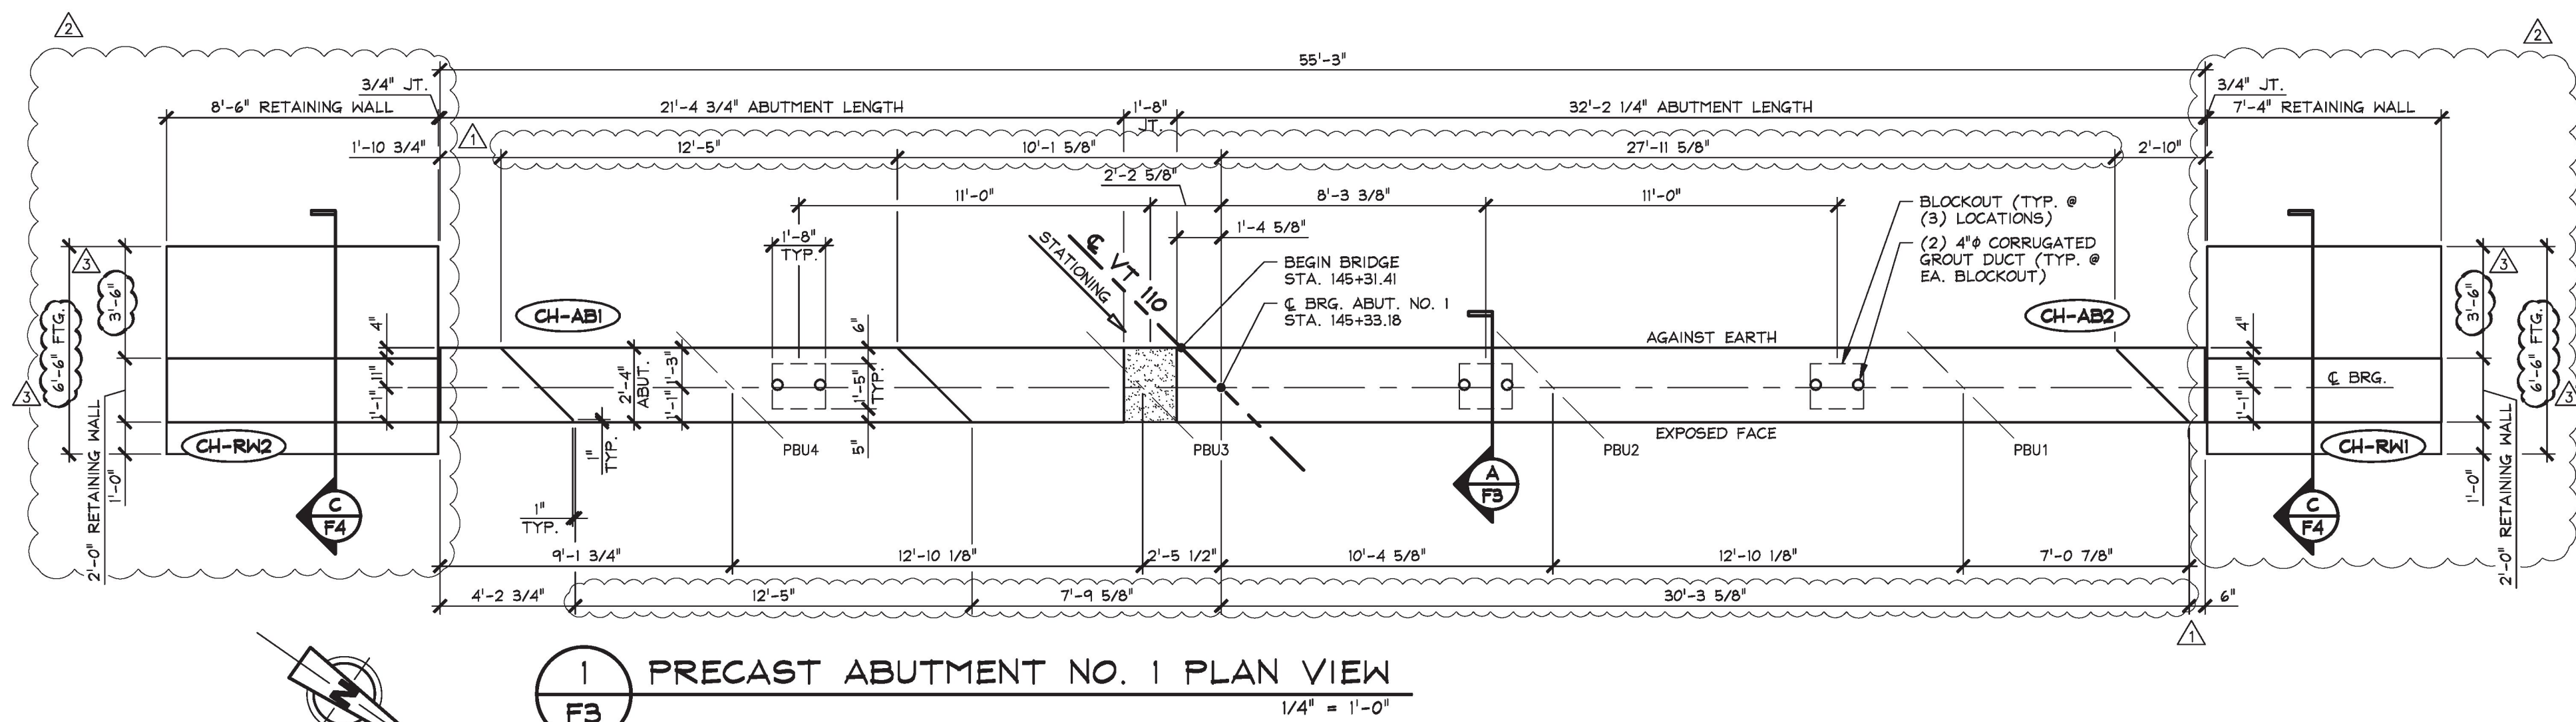 2
2
55'-3"
3/4" JT.
3/4" JT.
8'-6" RETAINING WALL
21'-4 3/4" ABUTMENT LENGTH
1'-8"
JT.
32'-2 1/4" ABUTMENT LENGTH
7'-4" RETAINING WALL
1
1'-10 3/4"
12'-5"
10'-1 5/8"
27'-11 5/8"
2'-10"
2'-2 5/8"
11'-0"
8'-3 3/8"
11'-0"
BLOCKOUT (TYP. @
(3) LOCATIONS)
(2) 4"Φ CORRUGATED
GROUT DUCT (TYP. @
EA. BLOCKOUT)
1'-4 5/8"
1'-8"
TYP.
STATIONING
℄ VT 110
BEGIN BRIDGE
STA. 145+31.41
℄ BRG. ABUT. NO. 1
STA. 145+33.18
3
3
3'-6"
6'-6" FTG.
3
2'-0" RETAINING WALL
1'-0"
4"
11"
1'-1"
CH-AB1
2'-4"
ABUT.
1'-3"
1'-1"
6"
1'-5"
TYP.
5"
CH-AB2
AGAINST EARTH
4"
11"
1'-1"
℄ BRG.
3'-6"
6'-6" FTG.
3
1'-0"
2'-0" RETAINING WALL
CH-RW2
1"
TYP.
PBU4
PBU3
PBU2
EXPOSED FACE
PBU1
CH-RW1
A
F3
C
F4
C
F4
1"
TYP.
9'-1 3/4"
12'-10 1/8"
2'-5 1/2"
10'-4 5/8"
12'-10 1/8"
7'-0 7/8"
4'-2 3/4"
12'-5"
7'-9 5/8"
30'-3 5/8"
6"
1
N
1
F3
PRECAST ABUTMENT NO. 1 PLAN VIEW
1/4" = 1'-0"